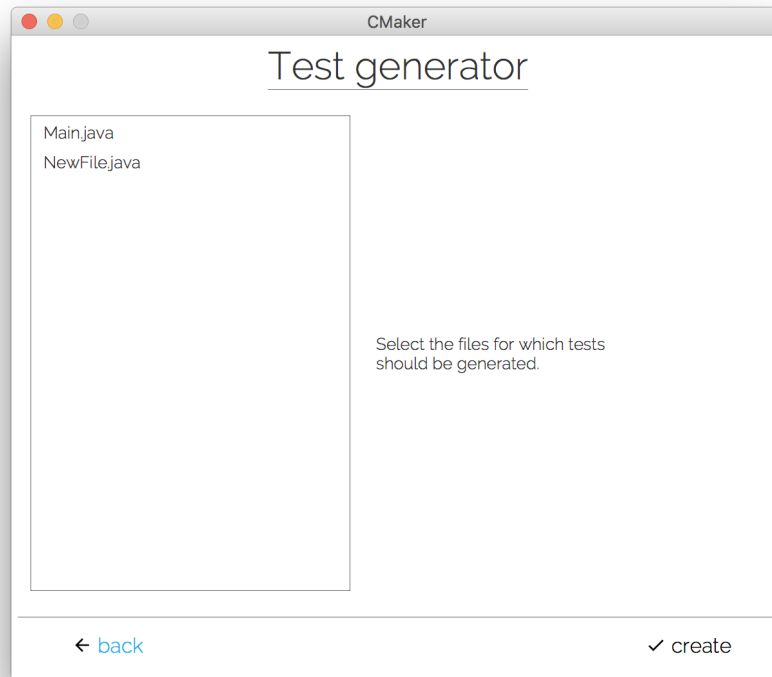 CMaker
Test generator
Main.java
NewFile.java
Select the files for which tests
should be generated.
back
create